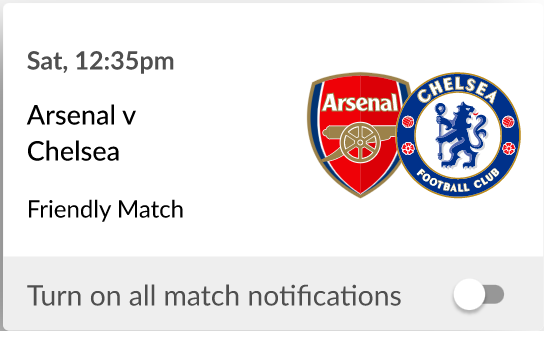 Sat, 12:35pm
Arsenal v
Chelsea
Friendly Match
Arsenal
CHELSEA
FOOTBALL CLUB
Turn on all match notifications